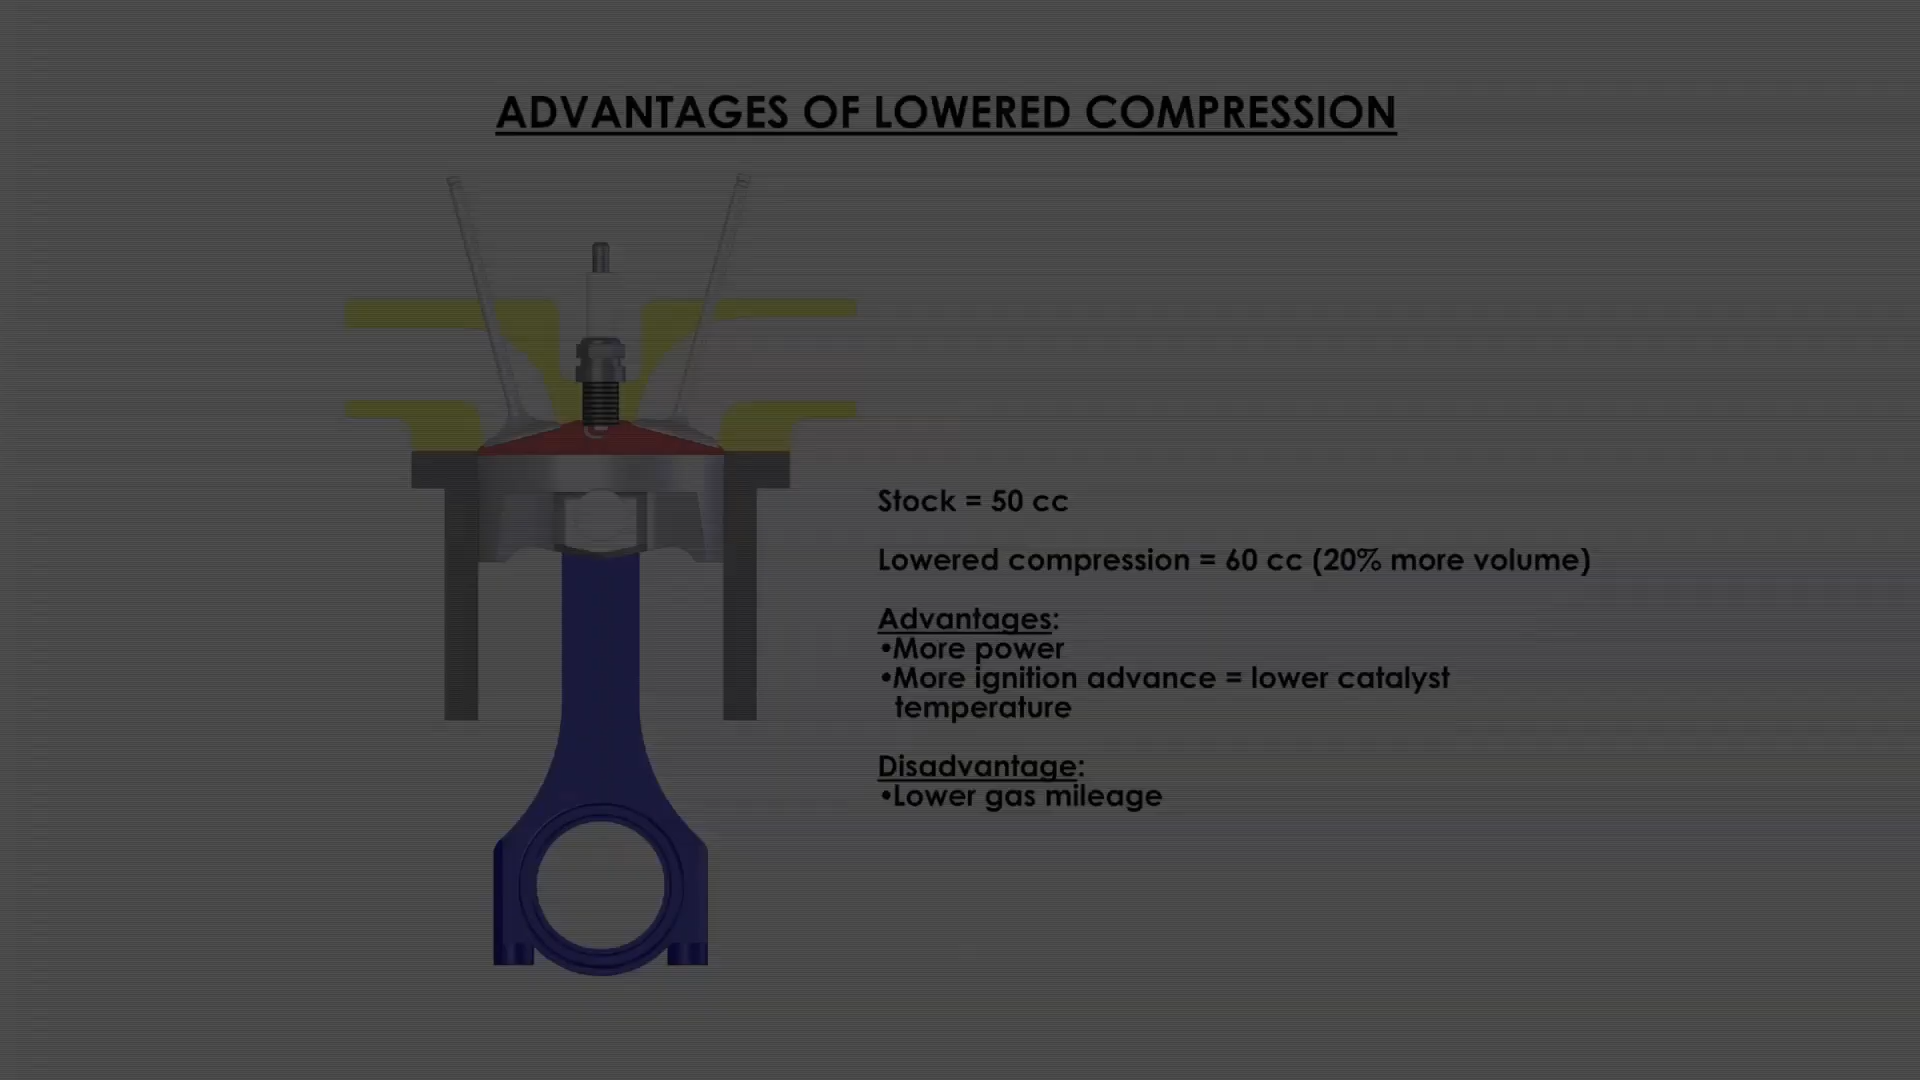 ADVANTAGES OF LOWERED COMPRESSION
Stock = 50 cc
Lowered compression = 60 cc (20% more volume)
Advantages:
•More power
•More ignition advance = lower catalyst
temperature
Disadvantage:
•Lower gas mileage